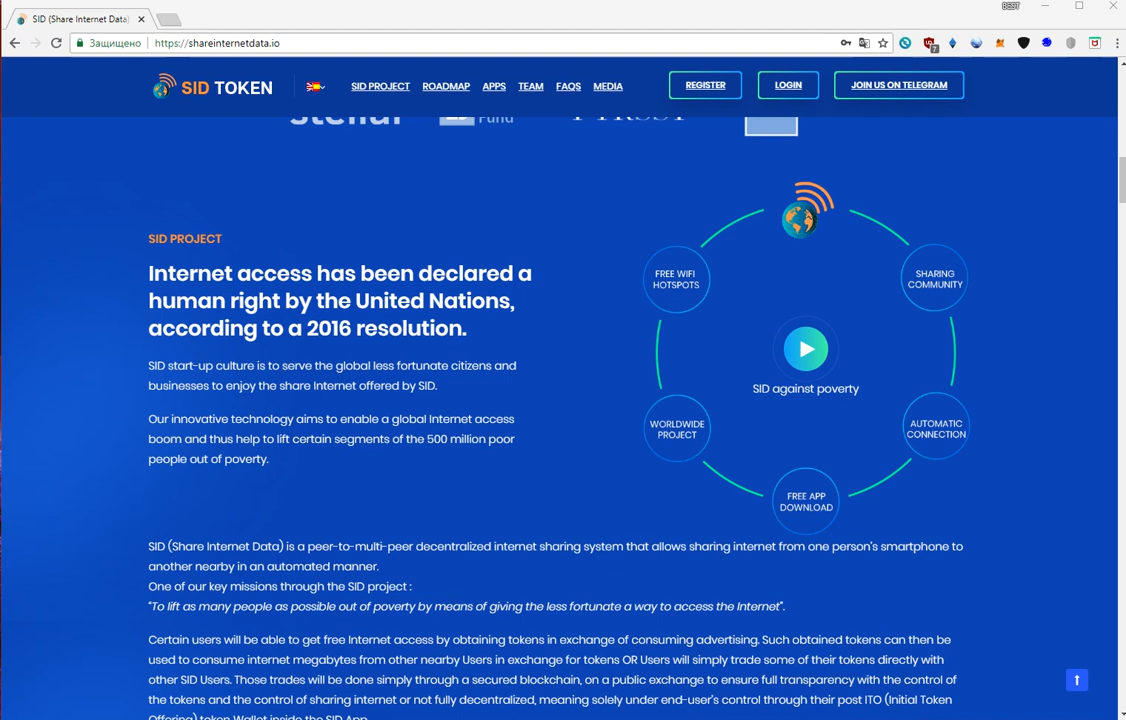 BEST
SID (Share Internet Data)
Защищено
https://shareinternetdata.io
7
SID TOKEN
SID PROJECT
ROADMAP
APPS
TEAM
FAQS
MEDIA
REGISTER
LOGIN
JOIN US ON TELEGRAM
Fund
SID PROJECT
Internet access has been declared a
human right by the United Nations,
according to a 2016 resolution.
SID start-up culture is to serve the global less fortunate citizens and
businesses to enjoy the share Internet offered by SID.
Our innovative technology aims to enable a global Internet access
boom and thus help to lift certain segments of the 500 million poor
people out of poverty.
FREE WIFI
HOTSPOTS
SHARING
COMMUNITY
SID against poverty
WORLDWIDE
PROJECT
AUTOMATIC
CONNECTION
FREE APP
DOWNLOAD
SID (Share Internet Data) is a peer-to-multi-peer decentralized internet sharing system that allows sharing internet from one person's smartphone to
another nearby in an automated manner.
One of our key missions through the SID project :
"To lift as many people as possible out of poverty by means of giving the less fortunate a way to access the Internet".
Certain users will be able to get free Internet access by obtaining tokens in exchange of consuming advertising. Such obtained tokens can then be
used to consume internet megabytes from other nearby Users in exchange for tokens OR Users will simply trade some of their tokens directly with
other SID Users. Those trades will be done simply through a secured blockchain, on a public exchange to ensure full transparency with the control of
the tokens and the control of sharing internet or not fully decentralized, meaning solely under end-user's control through their post ITO (Initial Token
Offering) token Wallet inside the SID App.